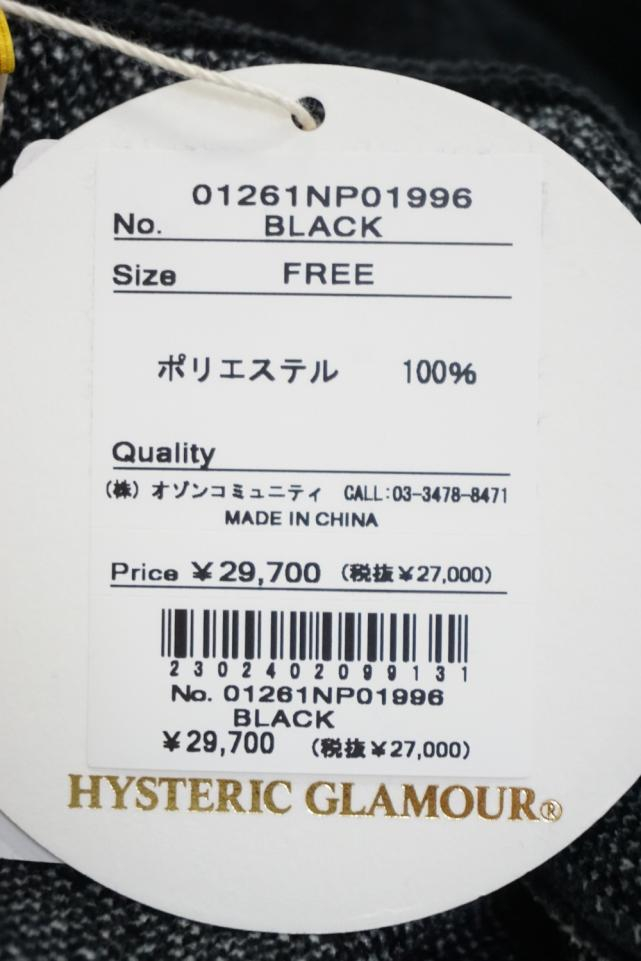 01261NP01996
No. BLACK
Size FREE
ポリエステル 100%
Quality
(株) オゾンコミュニティ CALL:03-3478-8471
MADE IN CHINA
Price ¥29,700 (税抜¥27,000)
2302402099131
No. 01261NP01996
BLACK
¥29,700 (税抜¥27,000)
HYSTERIC GLAMOUR®